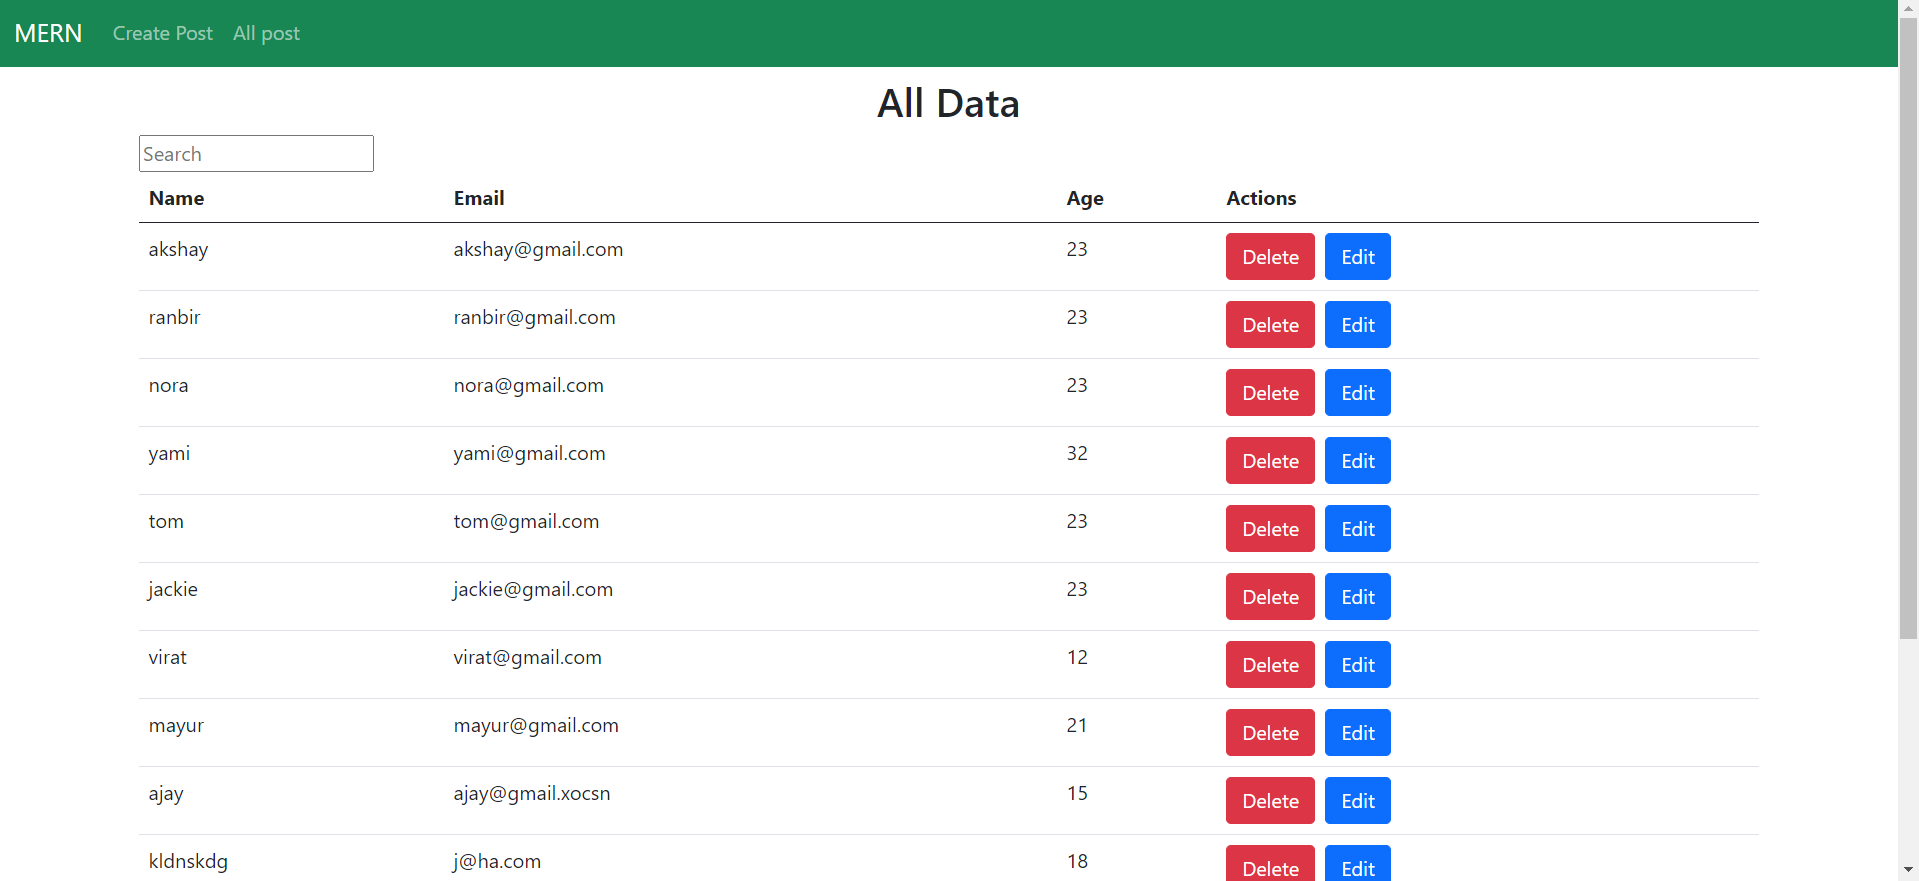 MERN Create Post All post
All Data
Search
Name Email Age Actions
akshay akshay@gmail.com 23 Delete Edit
ranbir ranbir@gmail.com 23 Delete Edit
nora nora@gmail.com 23 Delete Edit
yami yami@gmail.com 32 Delete Edit
tom tom@gmail.com 23 Delete Edit
jackie jackie@gmail.com 23 Delete Edit
virat virat@gmail.com 12 Delete Edit
mayur mayur@gmail.com 21 Delete Edit
ajay ajay@gmail.xocsn 15 Delete Edit
kldnskdg j@ha.com 18 Delete Edit